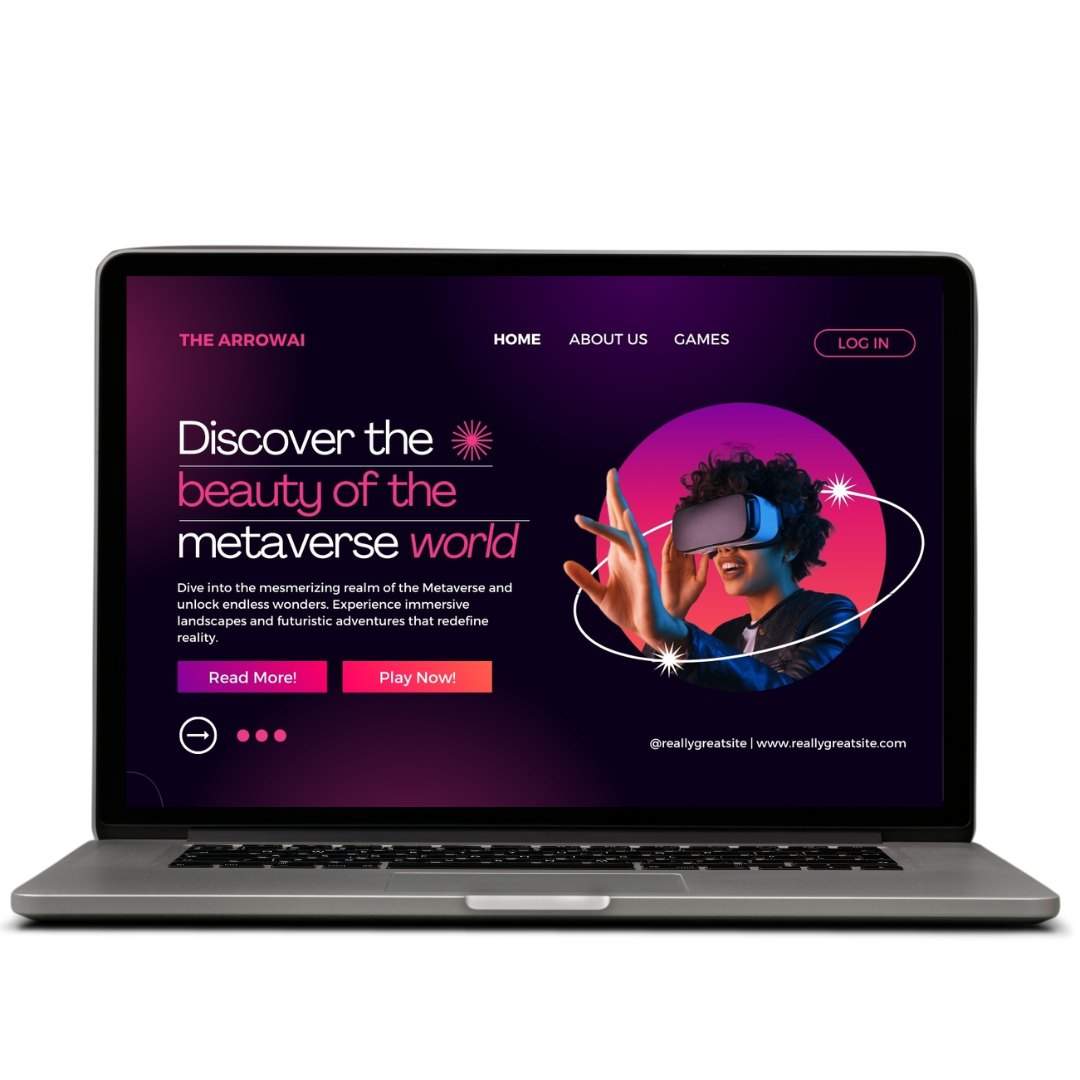 THE ARROWAI
HOME ABOUT US GAMES
LOG IN
Discover the
beauty of the
metaverse world
Dive into the mesmerizing realm of the Metaverse and
unlock endless wonders. Experience immersive
landscapes and futuristic adventures that redefine
reality.
Read More! Play Now!
@reallygreatsite | www.reallygreatsite.com